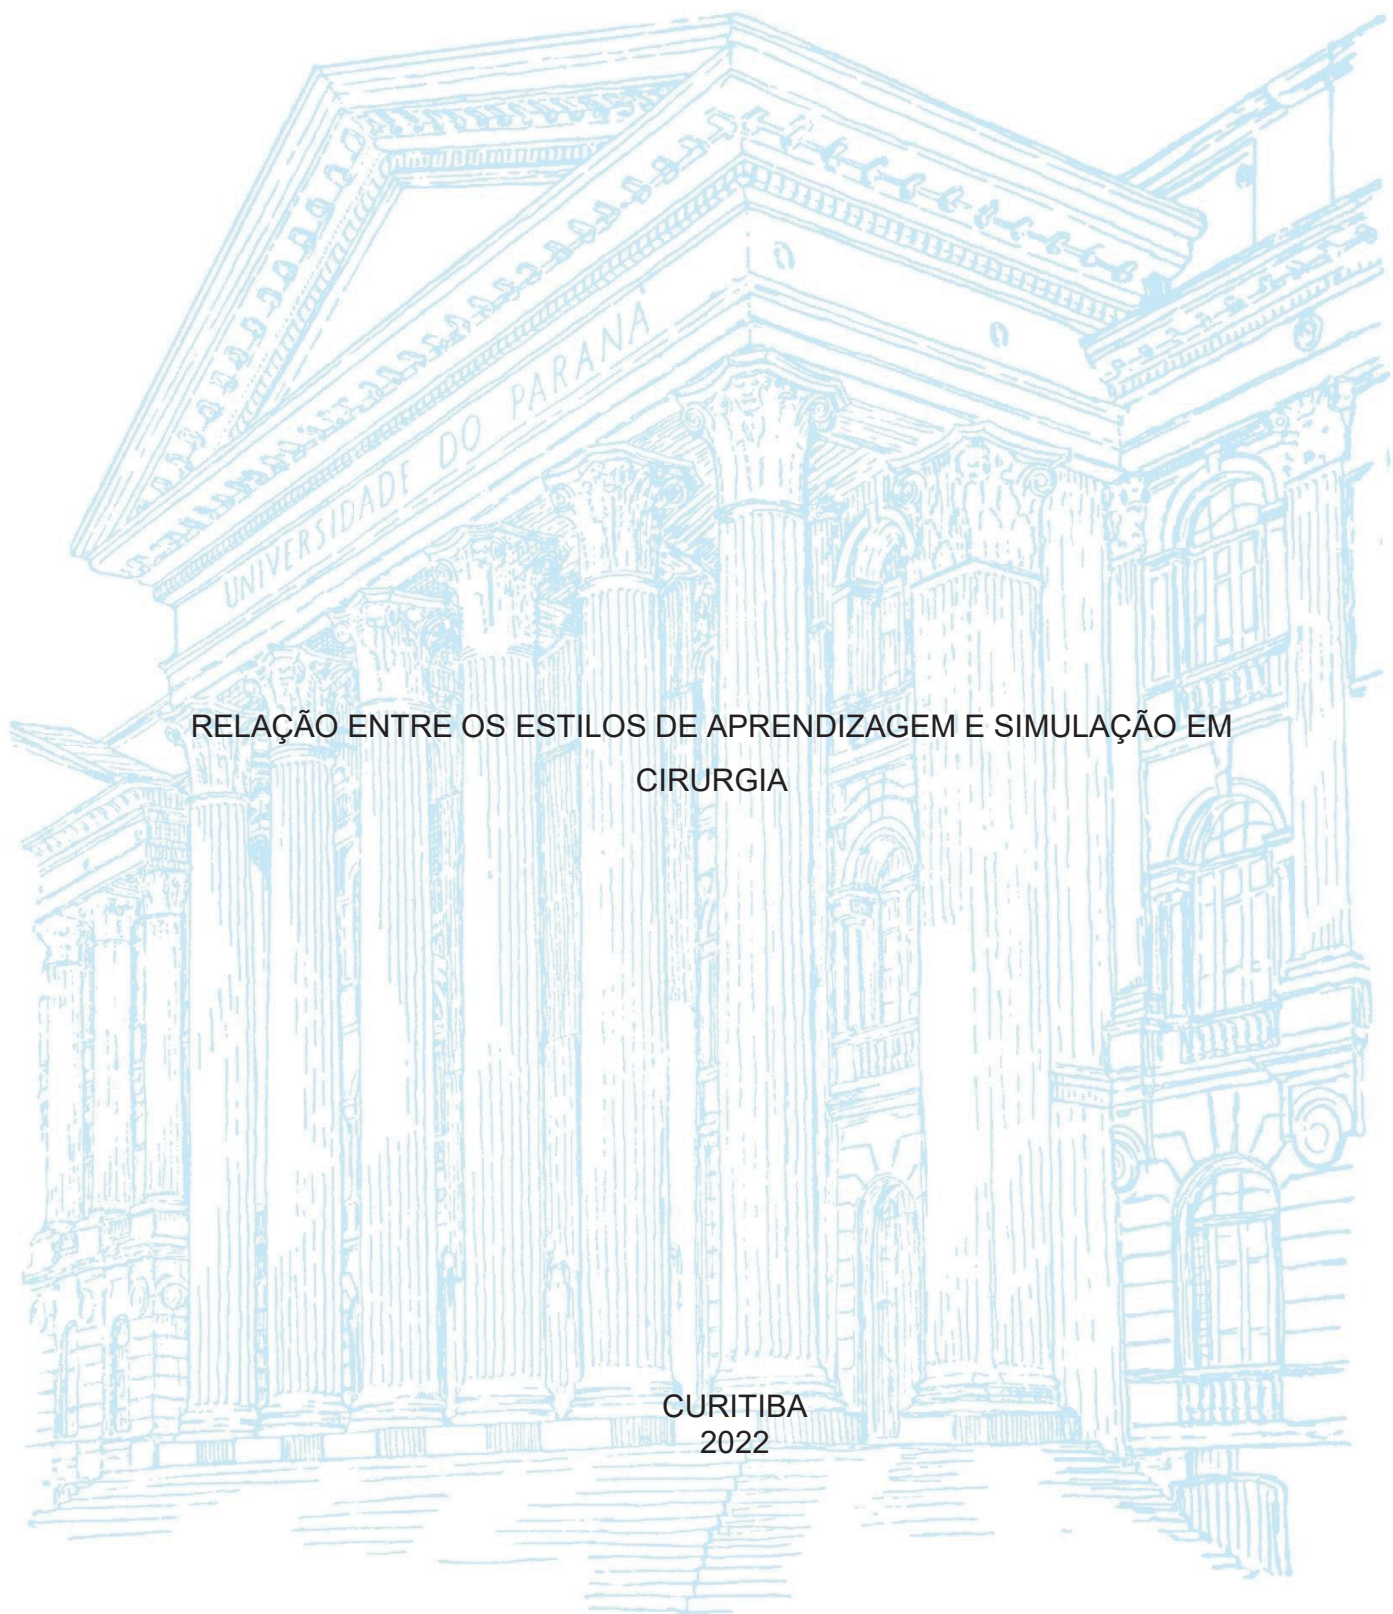 UNIVERSIDADE DO PARANÁ
RELAÇÃO ENTRE OS ESTILOS DE APRENDIZAGEM E SIMULAÇÃO EM
CIRURGIA
CURITIBA
2022